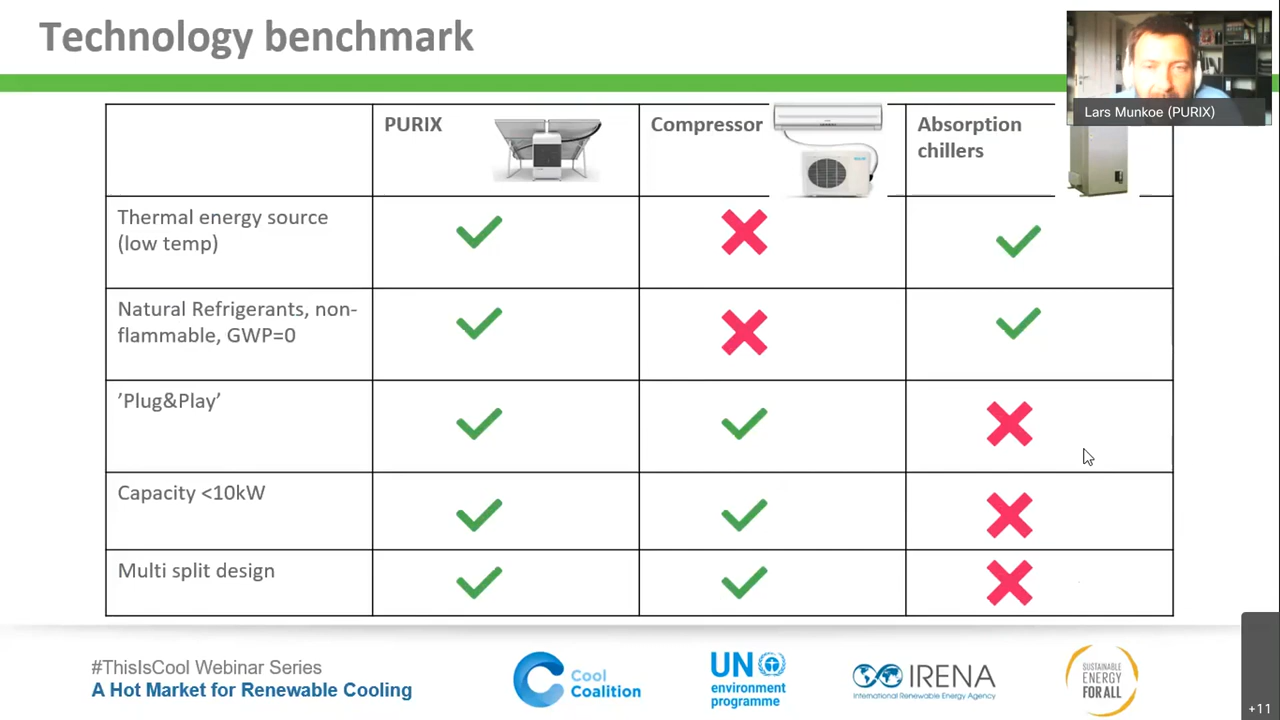 Technology benchmark
Lars Munkoe (PURIX)
PURIX
Compressor
Absorption
chillers
Thermal energy source
(low temp)
Natural Refrigerants, non-
flammable, GWP=0
’Plug&Play’
Capacity <10kW
Multi split design
#ThisIsCool Webinar Series
A Hot Market for Renewable Cooling
Cool
Coalition
UN
environment
programme
IRENA
International Renewable Energy Agency
SUSTAINABLE
ENERGY
FOR ALL
+11